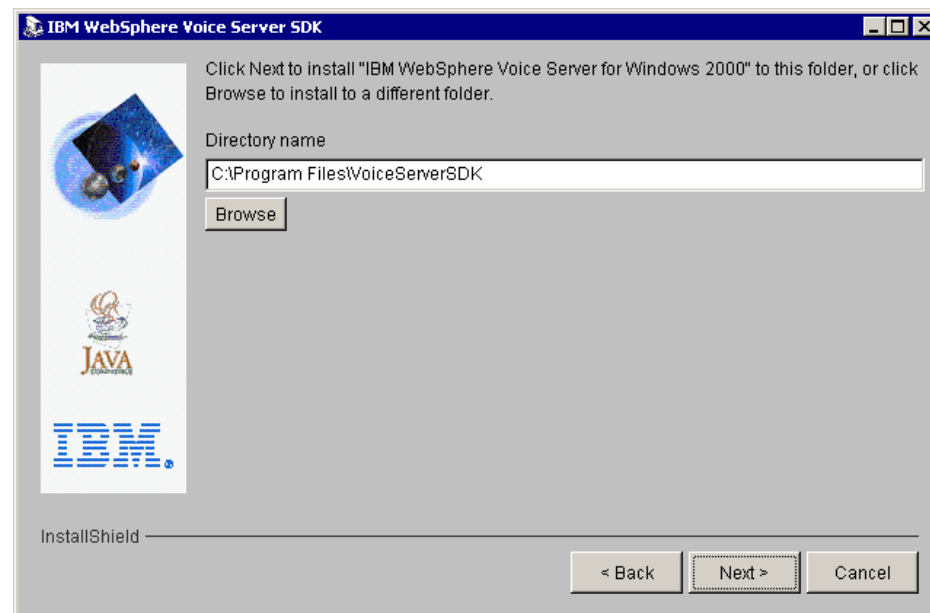 IBM WebSphere Voice Server SDK
Click Next to install "IBM WebSphere Voice Server for Windows 2000" to this folder, or click
Browse to install to a different folder.
Directory name
C:\Program Files\VoiceServerSDK
Browse
JAVA
COMPATIBLE
IBM.
InstallShield
< Back
Next >
Cancel